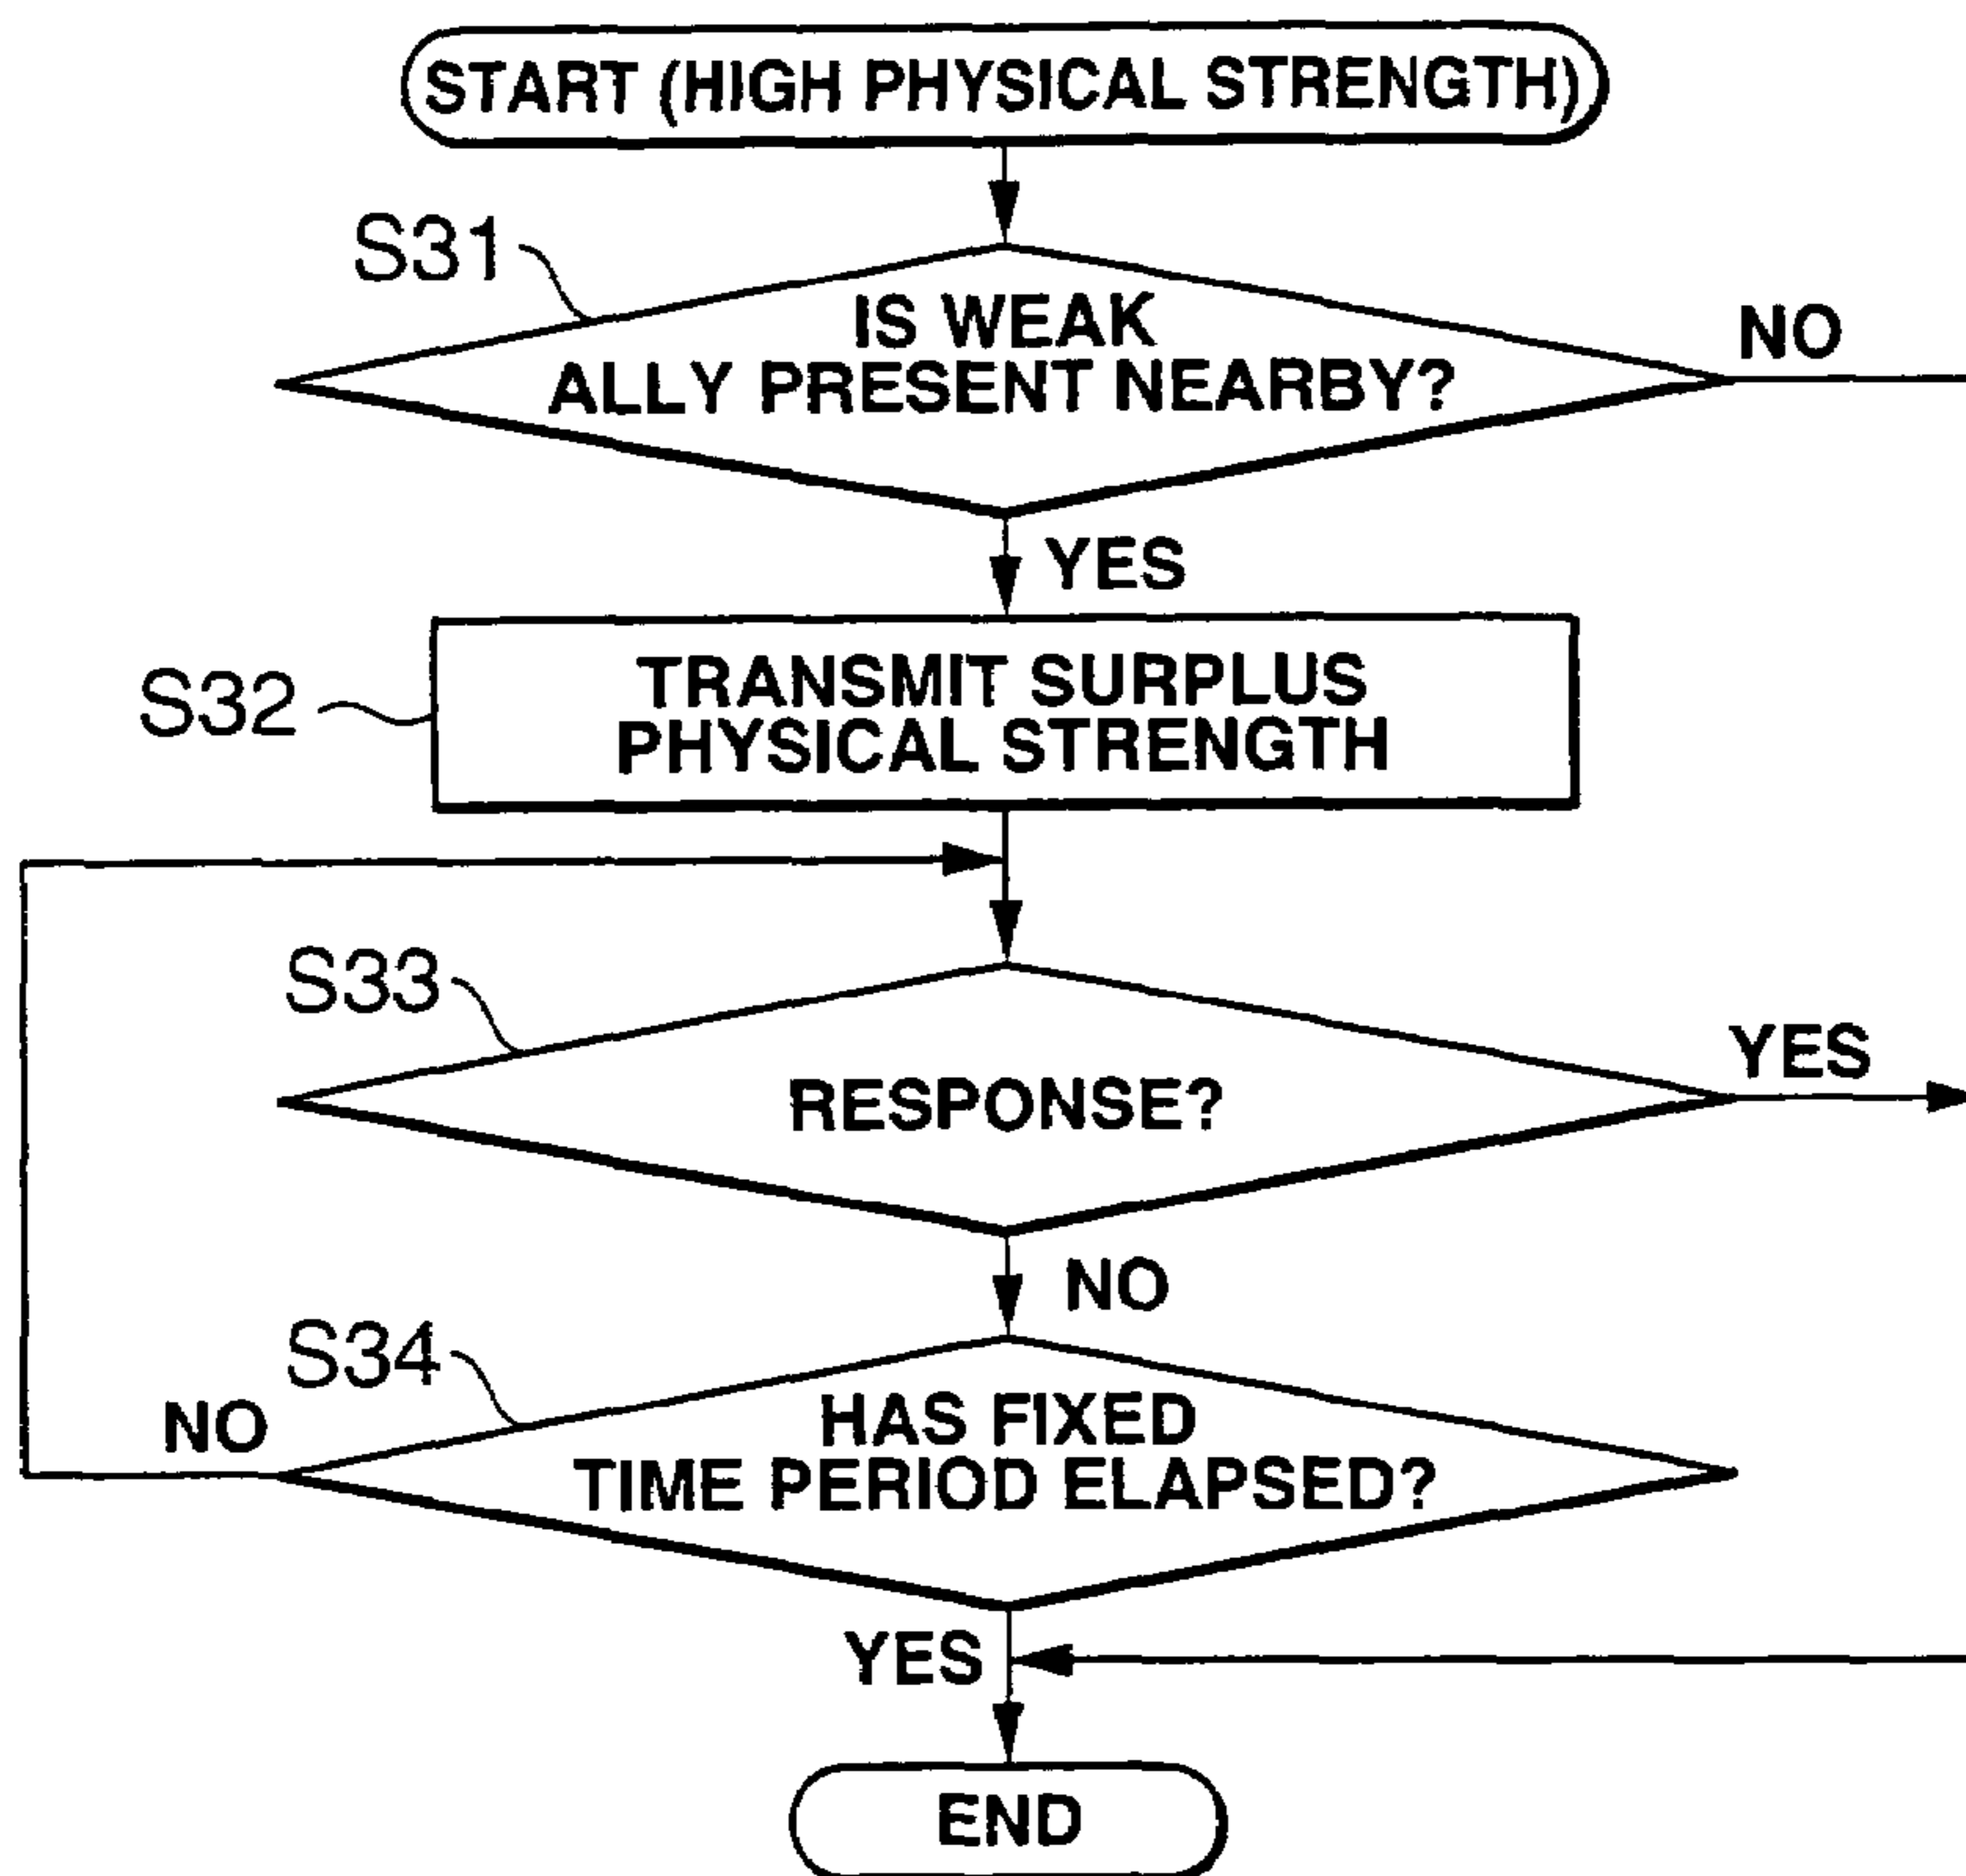 START (HIGH PHYSICAL STRENGTH)
S31
IS WEAK
ALLY PRESENT NEARBY?
NO
YES
S32
TRANSMIT SURPLUS
PHYSICAL STRENGTH
S33
RESPONSE?
YES
NO
S34
HAS FIXED
TIME PERIOD ELAPSED?
NO
YES
END